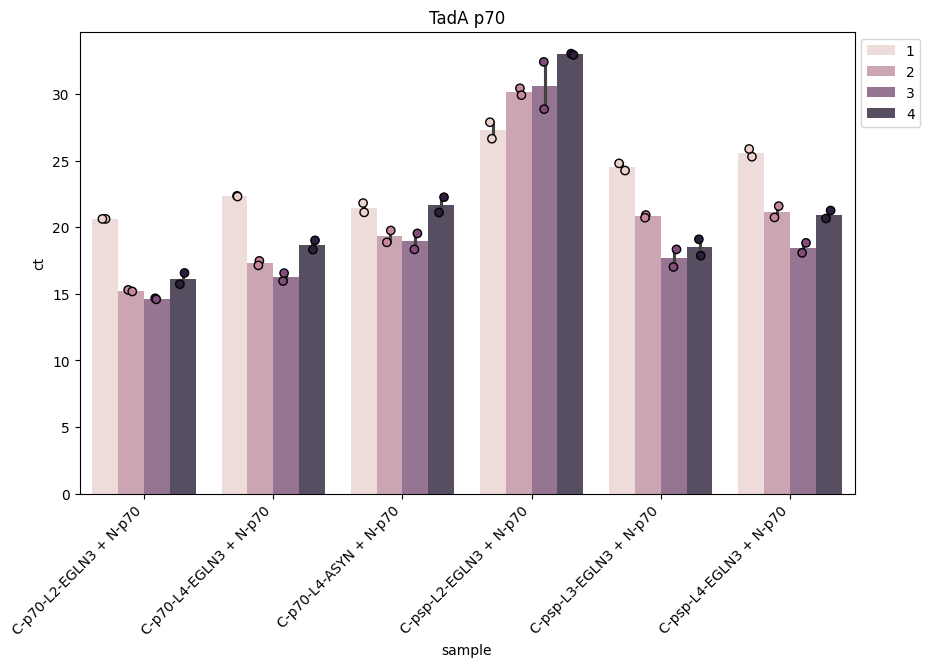 TadA p70
1
2
3
4
ct
30
25
20
15
10
5
0
C-p70-L2-EGLN3 + N-p70
C-p70-L4-EGLN3 + N-p70
C-p70-L4-ASYN + N-p70
C-psp-L2-EGLN3 + N-p70
C-psp-L3-EGLN3 + N-p70
C-psp-L4-EGLN3 + N-p70
sample